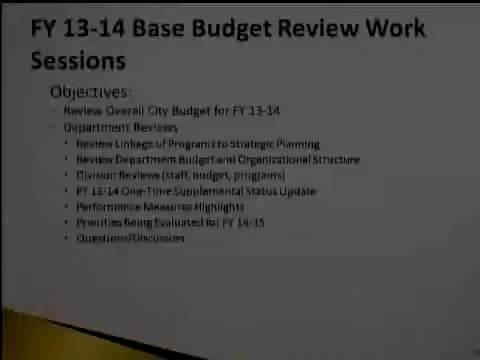 FY 13-14 Base Budget Review Work
Sessions
Objectives:
Review Overall City Budget for FY 13-14
Department Reviews
• Review Linkage of Programs to Strategic Planning
• Review Department Budget and Organizational Structure
• Division Reviews (staff, budget, programs)
• FY 13-14 One-Time Supplemental Status Update
• Performance Measures Highlights
• Priorities Being Evaluated for FY 14-15
• Questions/Discussion